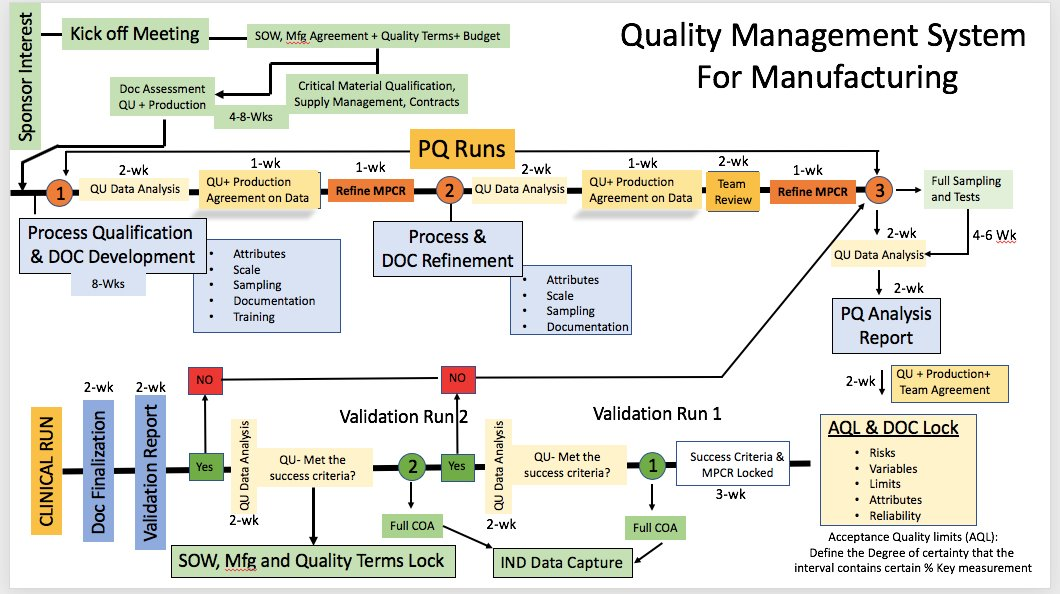 Quality Management System
For Manufacturing
Sponsor Interest
Kick off Meeting
SOW, Mfg Agreement + Quality Terms+ Budget
Doc Assessment
QU + Production
Critical Material Qualification,
Supply Management, Contracts
4-8-Wks
PQ Runs
1
2-wk
QU Data Analysis
1-wk
QU+ Production
Agreement on Data
1-wk
Refine MPCR
2
2-wk
QU Data Analysis
1-wk
QU+ Production
Agreement on Data
2-wk
Team
Review
1-wk
Refine MPCR
3
Full Sampling
and Tests
Process Qualification
& DOC Development
8-Wks
• Attributes
• Scale
• Sampling
• Documentation
• Training
Process &
DOC Refinement
• Attributes
• Scale
• Sampling
• Documentation
2-wk
4-6 Wk
QU Data Analysis
2-wk
PQ Analysis
Report
2-wk
QU + Production+
Team Agreement
AQL & DOC Lock
• Risks
• Variables
• Limits
• Attributes
• Reliability
Acceptance Quality limits (AQL):
Define the Degree of certainty that the
interval contains certain % Key measurement
Validation Run 1
Success Criteria &
MPCR Locked
3-wk
1
Full COA
QU- Met the
success criteria?
QU Data Analysis
2-wk
Yes
NO
Validation Run 2
2
Full COA
IND Data Capture
QU- Met the
success criteria?
SOW, Mfg and Quality Terms Lock
QU Data Analysis
2-wk
Yes
NO
2-wk
Validation Report
2-wk
Doc Finalization
CLINICAL RUN